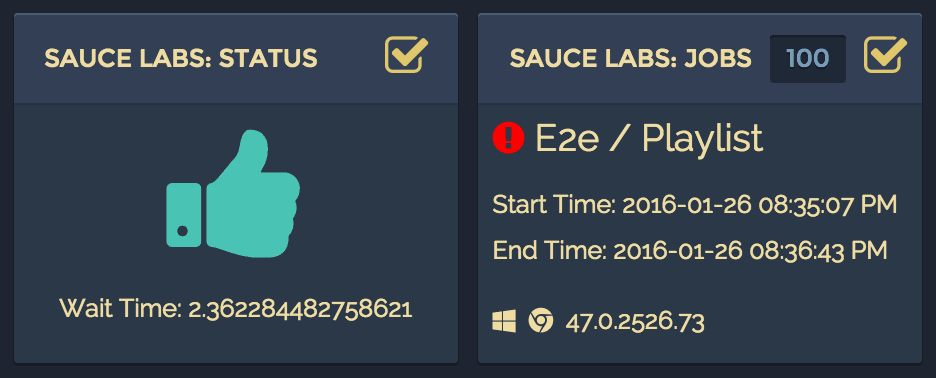 SAUCE LABS: STATUS
Wait Time: 2.362284482758621
SAUCE LABS: JOBS 100
E2e / Playlist
Start Time: 2016-01-26 08:35:07 PM
End Time: 2016-01-26 08:36:43 PM
47.0.2526.73